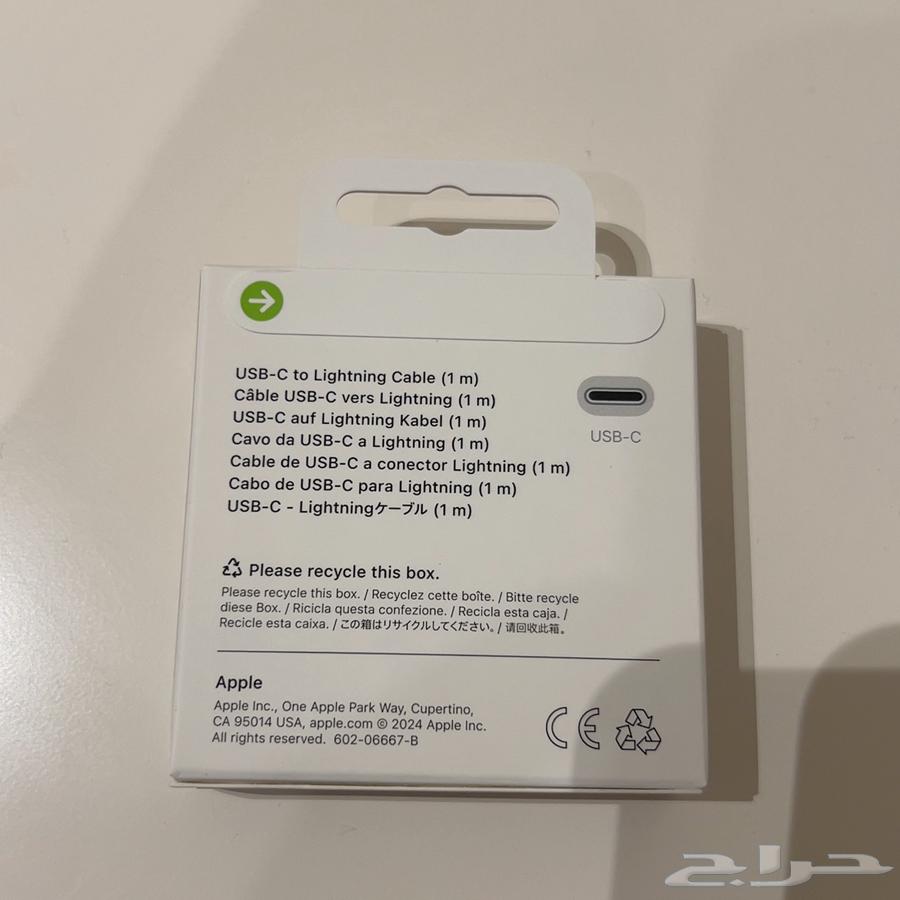 USB-C to Lightning Cable (1 m)
Câble USB-C vers Lightning (1 m)
USB-C auf Lightning Kabel (1 m)
Cavo da USB-C a Lightning (1 m)
Cable de USB-C a conector Lightning (1 m)
Cabo de USB-C para Lightning (1 m)
USB-C - Lightningケーブル (1 m)
USB-C
Please recycle this box.
Please recycle this box. / Recyclez cette boîte. / Bitte recycle
diese Box. / Ricicla questa confezione. / Recicla esta caja. /
Recicle esta caixa. / この箱はリサイクルしてください。/ 请回收此箱。
Apple
Apple Inc., One Apple Park Way, Cupertino,
CA 95014 USA, apple.com © 2024 Apple Inc.
All rights reserved. 602-06667-B
CE
حراج